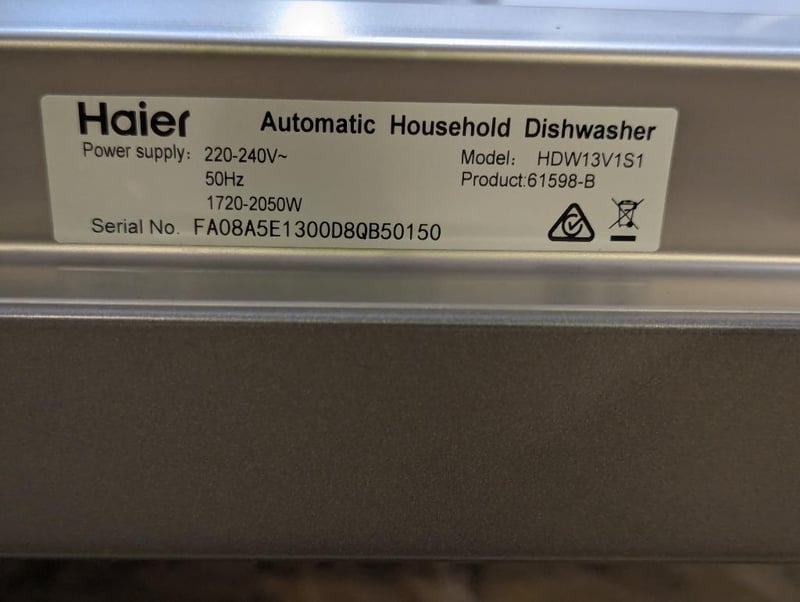 Haier Automatic Household Dishwasher
Power supply: 220-240V~ Model: HDW13V1S1
50Hz Product:61598-B
1720-2050W
Serial No. FA08A5E1300D8QB50150